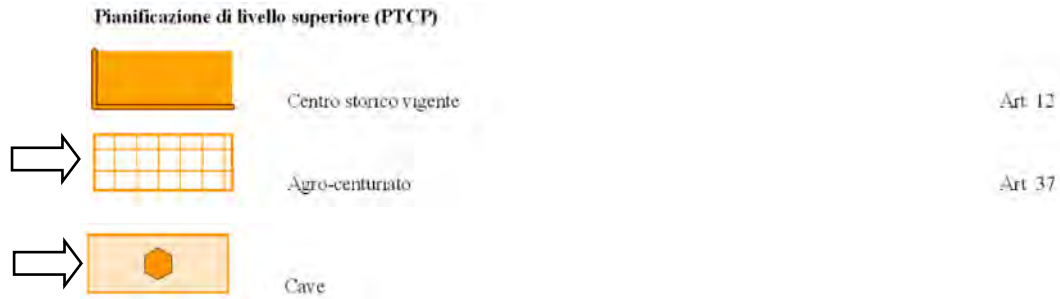 Pianificazione di livello superiore (PTCP)
Centro storico vigente Art 12
Agro-centuriato Art 37
Cave